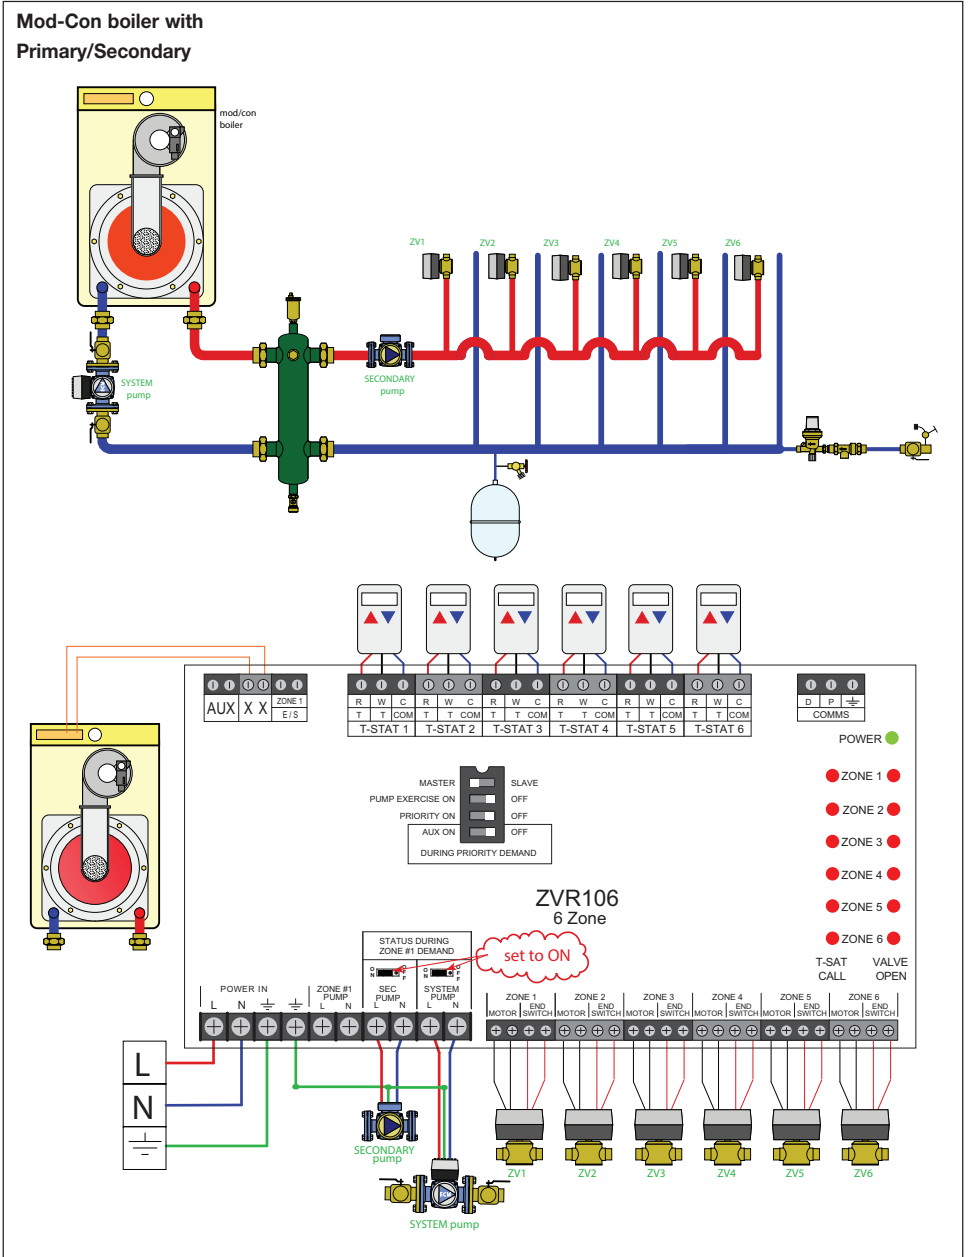 Mod-Con boiler with
Primary/Secondary
mod/con
boiler
ZV1 ZV2 ZV3 ZV4 ZV5 ZV6
SYSTEM
pump
SECONDARY
pump
AUX X X ZONE 1
E / S
R W C R W C R W C R W C R W C R W C
T T COM T T COM T T COM T T COM T T COM T T COM
T-STAT 1 T-STAT 2 T-STAT 3 T-STAT 4 T-STAT 5 T-STAT 6
D P
COMMS
POWER
MASTER SLAVE
PUMP EXERCISE ON OFF
PRIORITY ON OFF
AUX ON OFF
DURING PRIORITY DEMAND
ZONE 1
ZONE 2
ZONE 3
ZONE 4
ZONE 5
ZONE 6
T-SAT
CALL
VALVE
OPEN
ZVR106
6 Zone
STATUS DURING
ZONE #1 DEMAND
ON OFF ON OFF
set to ON
POWER IN
L N
ZONE #1
PUMP
L N
SEC
PUMP
L N
SYSTEM
PUMP
L N
ZONE 1 ZONE 2 ZONE 3 ZONE 4 ZONE 5 ZONE 6
MOTOR END SWITCH MOTOR END SWITCH MOTOR END SWITCH MOTOR END SWITCH MOTOR END SWITCH MOTOR END SWITCH
L
N
SECONDARY
pump
ECM
SYSTEM pump
ZV1 ZV2 ZV3 ZV4 ZV5 ZV6